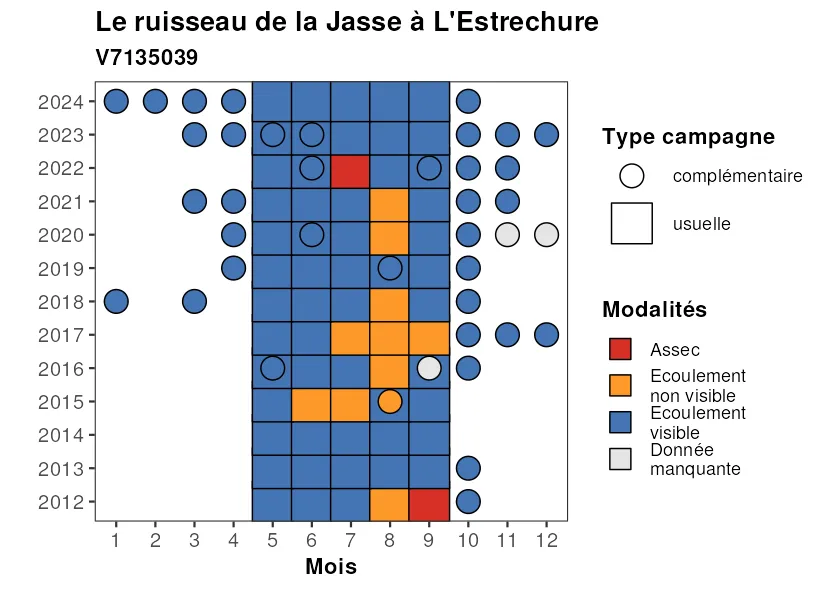 Le ruisseau de la Jasse à L'Estrechure
V7135039
2024
2023
2022
2021
2020
2019
2018
2017
2016
2015
2014
2013
2012
1 2 3 4 5 6 7 8 9 10 11 12
Mois
Type campagne
complémentaire
usuelle
Modalités
Assec
Ecoulement
non visible
Ecoulement
visible
Donnée
manquante